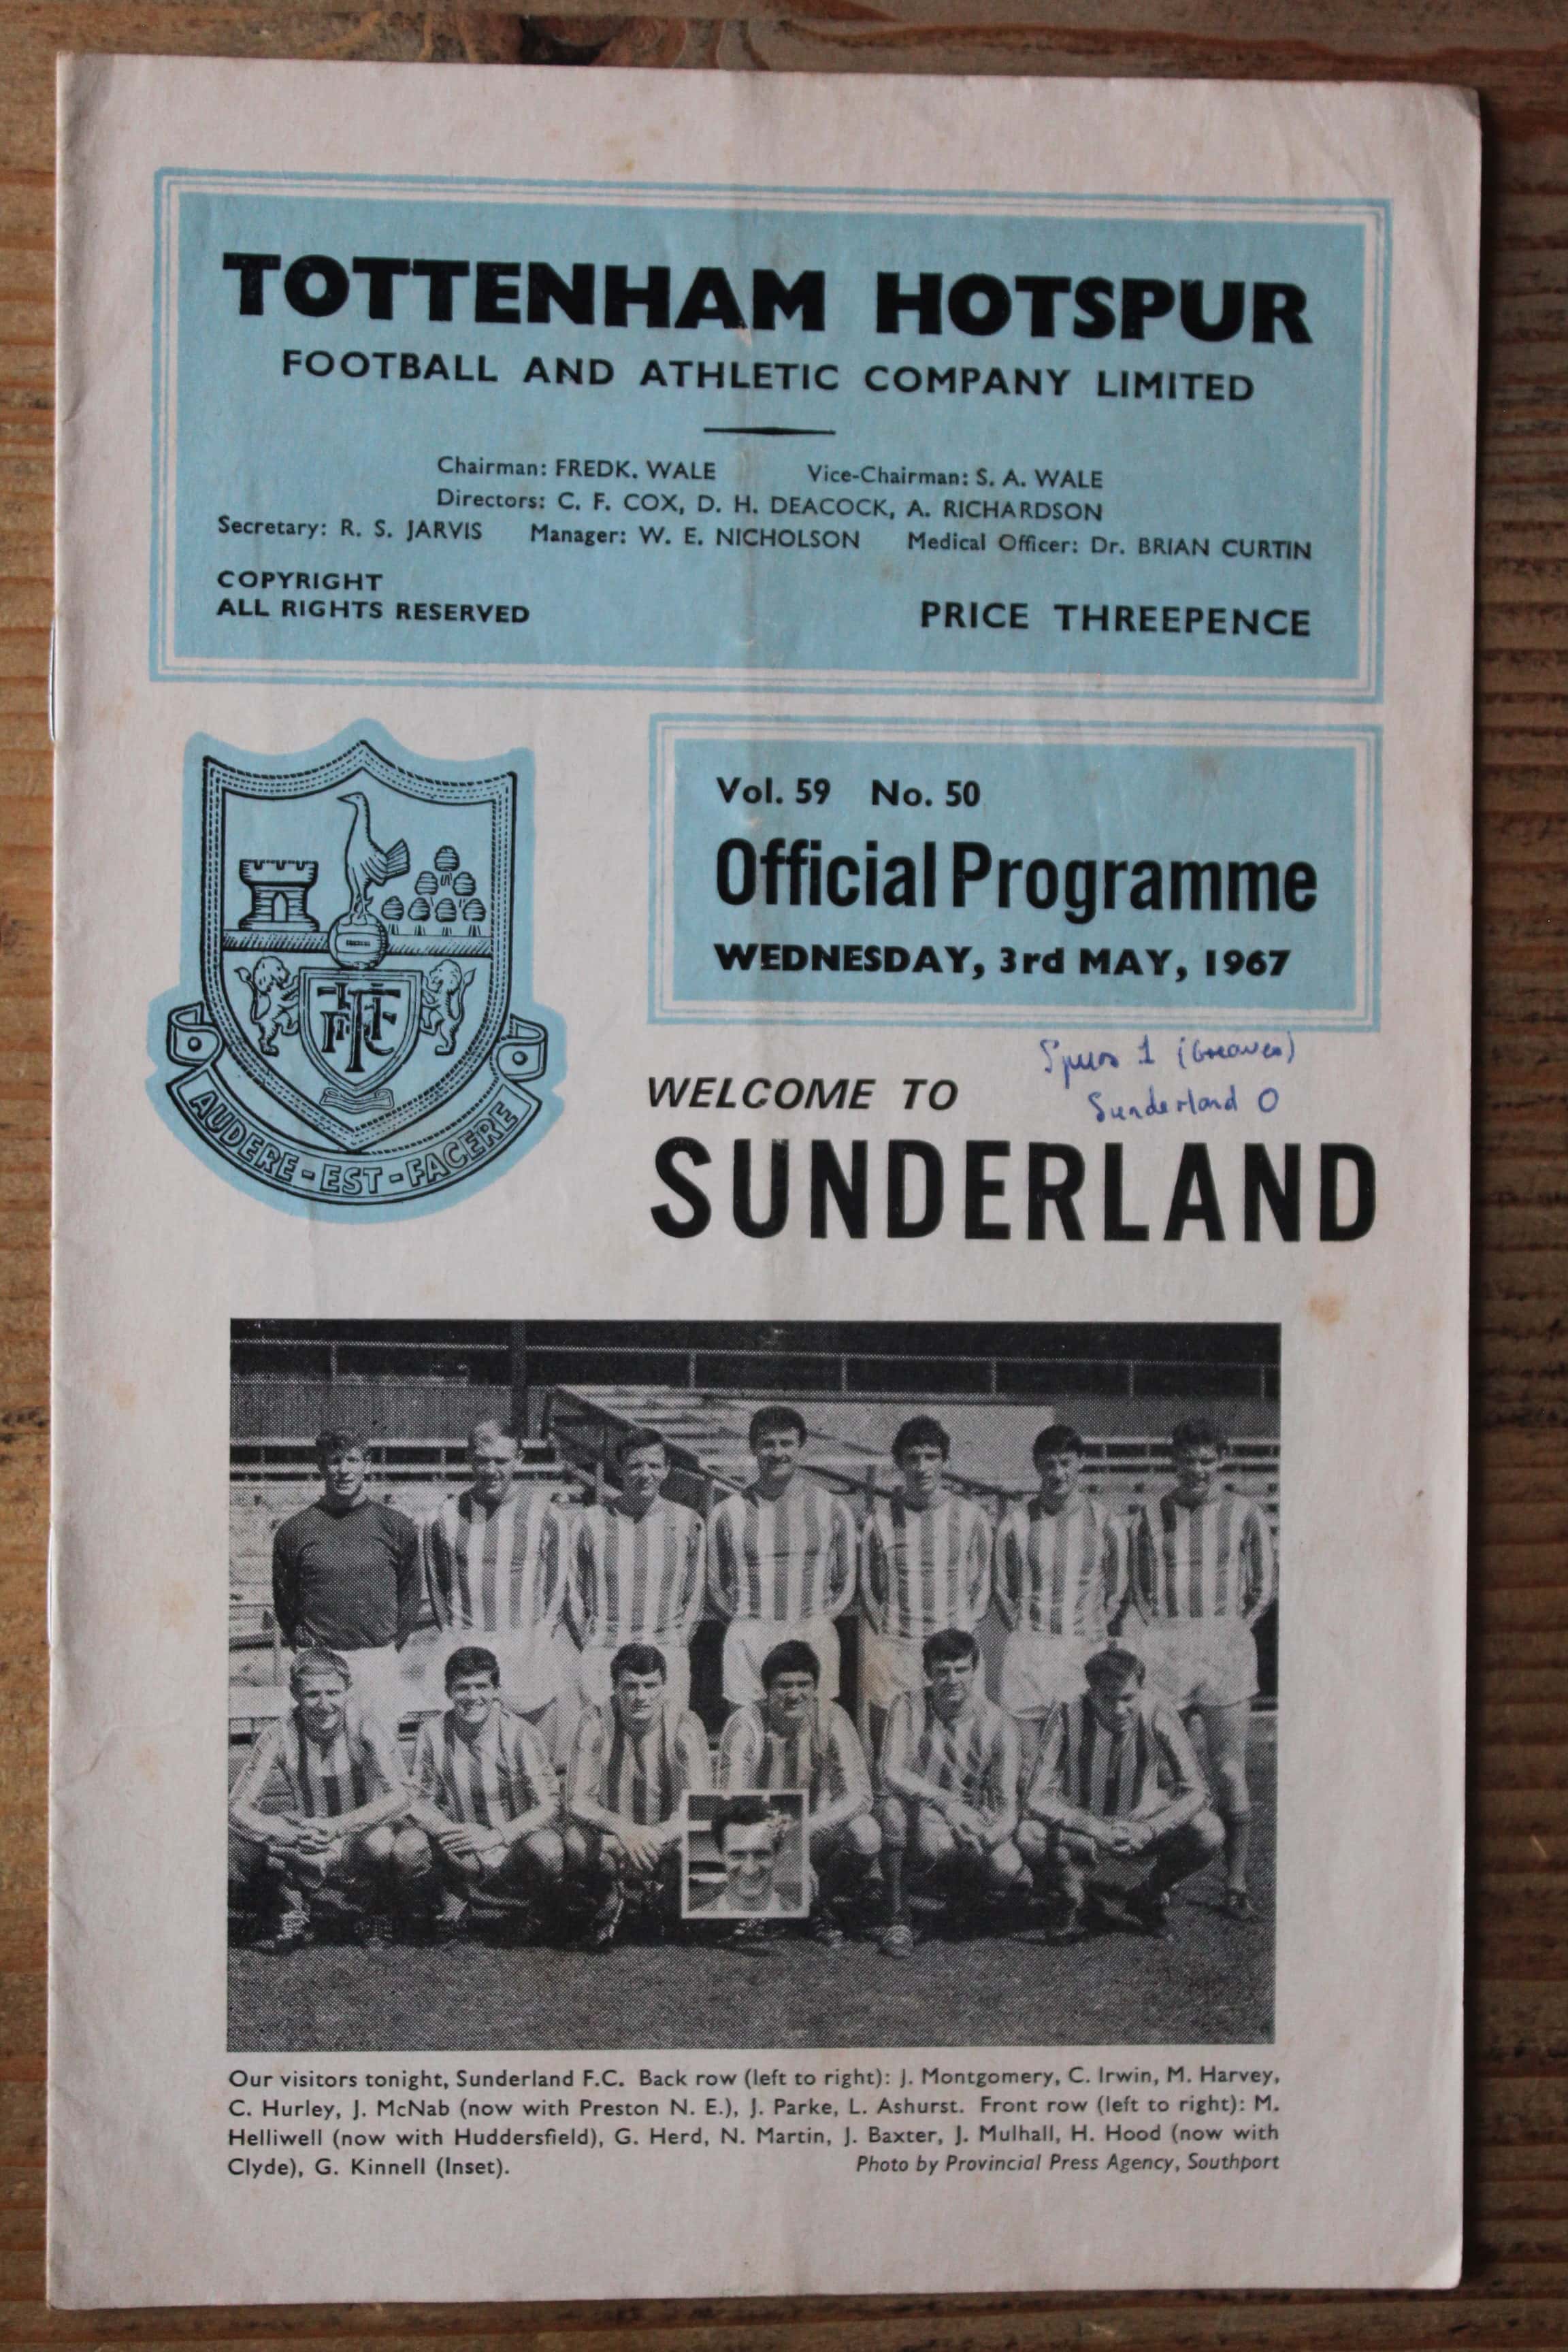 TOTTENHAM HOTSPUR
FOOTBALL AND ATHLETIC COMPANY LIMITED
Chairman: FREDK. WALE Vice-Chairman: S. A. WALE
Directors: C. F. COX, D. H. DEACOCK, A. RICHARDSON
Secretary: R. S. JARVIS Manager: W. E. NICHOLSON Medical Officer: Dr. BRIAN CURTIN
COPYRIGHT
ALL RIGHTS RESERVED
PRICE THREEPENCE
Vol. 59 No. 50
Official Programme
WEDNESDAY, 3rd MAY, 1967
AUDERE-EST-FACERE
Spurs 1 (Greaves)
Sunderland 0
WELCOME TO
SUNDERLAND
Our visitors tonight, Sunderland F.C. Back row (left to right): J. Montgomery, C. Irwin, M. Harvey,
C. Hurley, J. McNab (now with Preston N. E.), J. Parke, L. Ashurst. Front row (left to right): M.
Helliwell (now with Huddersfield), G. Herd, N. Martin, J. Baxter, J. Mulhall, H. Hood (now with
Clyde), G. Kinnell (Inset). Photo by Provincial Press Agency, Southport